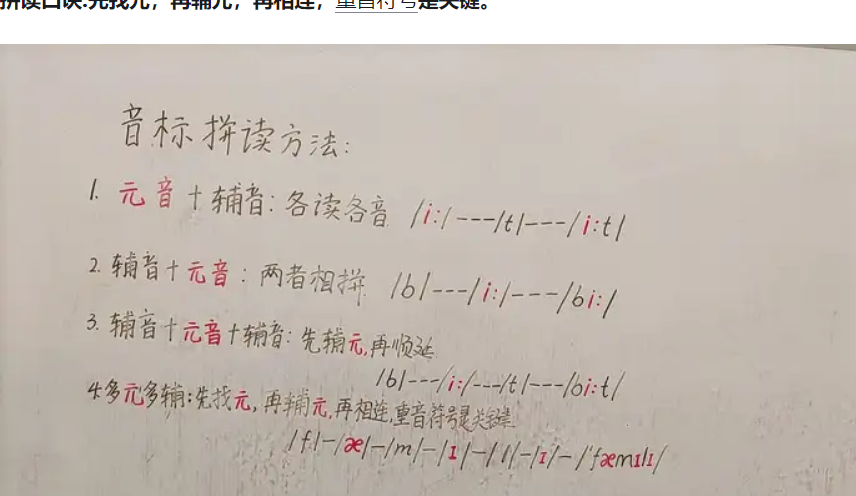 拼读口诀:先找元，再辅元，再相连，重音符号是关键。
音标拼读方法:
1. 元音+辅音:各读各音 /i:/---/t/---/i:t/
2. 辅音+元音:两者相拼 /b/---/i:/---/bi:/
3. 辅音+元音+辅音:先辅元,再顺延
/b/---/i:/---/t/---/bi:t/
4.多元多辅:先找元,再辅元,再相连,重音符号是关键
/f/-/æ/-/m/-/ɪ/-/l/-/ɪ/-/ˈfæmɪlɪ/